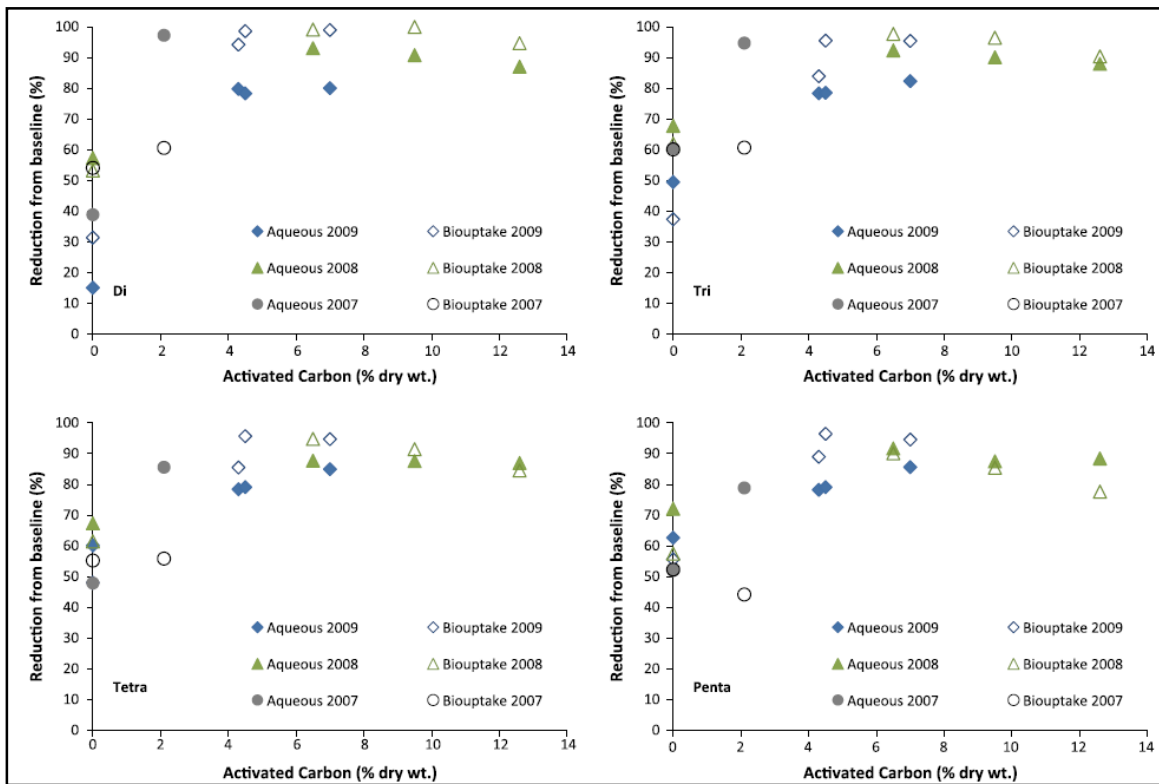 100
90
80
70
60
50
40
30
20
10
0
Reduction from baseline (%)
Aqueous 2009 Biouptake 2009
Aqueous 2008 Biouptake 2008
Di
Aqueous 2007 Biouptake 2007
0 2 4 6 8 10 12 14
Activated Carbon (% dry wt.)
100
90
80
70
60
50
40
30
20
10
0
Reduction from baseline (%)
Aqueous 2009 Biouptake 2009
Aqueous 2008 Biouptake 2008
Tri
Aqueous 2007 Biouptake 2007
0 2 4 6 8 10 12 14
Activated Carbon (% dry wt.)
100
90
80
70
60
50
40
30
20
10
0
Reduction from baseline (%)
Aqueous 2009 Biouptake 2009
Aqueous 2008 Biouptake 2008
Tetra
Aqueous 2007 Biouptake 2007
0 2 4 6 8 10 12 14
Activated Carbon (% dry wt.)
100
90
80
70
60
50
40
30
20
10
0
Reduction from baseline (%)
Aqueous 2009 Biouptake 2009
Aqueous 2008 Biouptake 2008
Penta
Aqueous 2007 Biouptake 2007
0 2 4 6 8 10 12 14
Activated Carbon (% dry wt.)